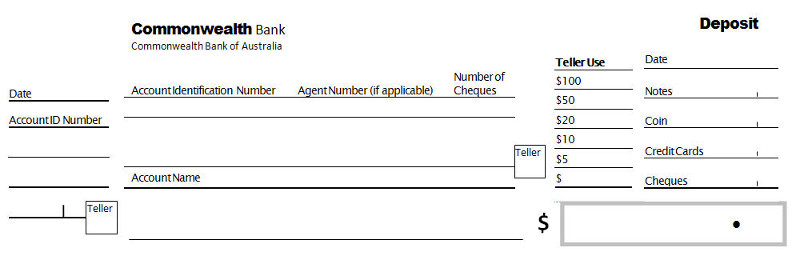 Commonwealth Bank
Commonwealth Bank of Australia
Deposit
Date
Account ID Number
Teller
Account Identification Number Agent Number (if applicable) Number of Cheques
Account Name
Teller
Teller Use
$100
$50
$20
$10
$5
$
Date
Notes
Coin
Credit Cards
Cheques
$ .